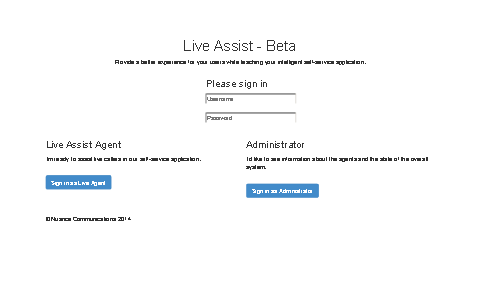 Live Assist - Beta
Provide a better experience for your users while teaching your intelligent self-service application.
Please sign in
Username
Password
Live Assist Agent
I'm ready to assist live callers in our self-service application.
Sign in as Live Agent
Administrator
I'd like to see information about the agents and the state of the overall
system.
Sign in as Administrator
©Nuance Communications 2014